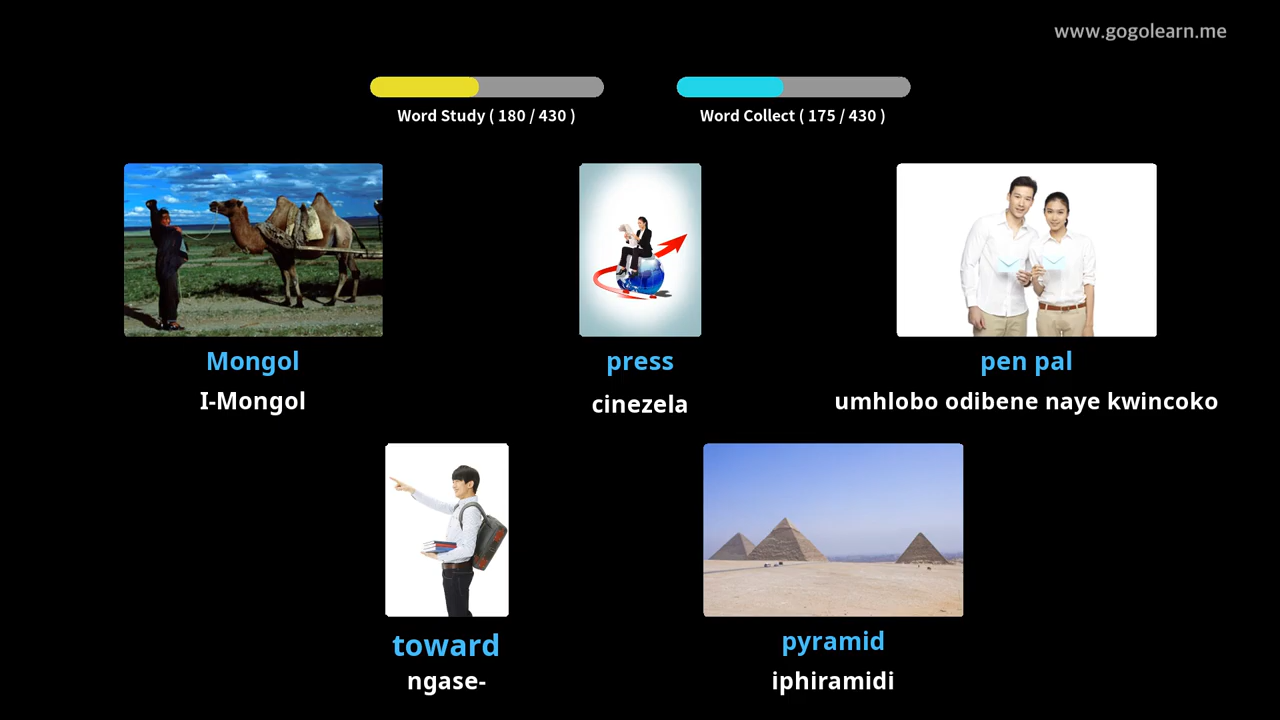 www.gogolearn.me
Word Study ( 180 / 430 )
Word Collect ( 175 / 430 )
Mongol
I-Mongol
press
cinezela
pen pal
umhlobo odibene naye kwincoko
toward
ngase-
pyramid
iphiramidi